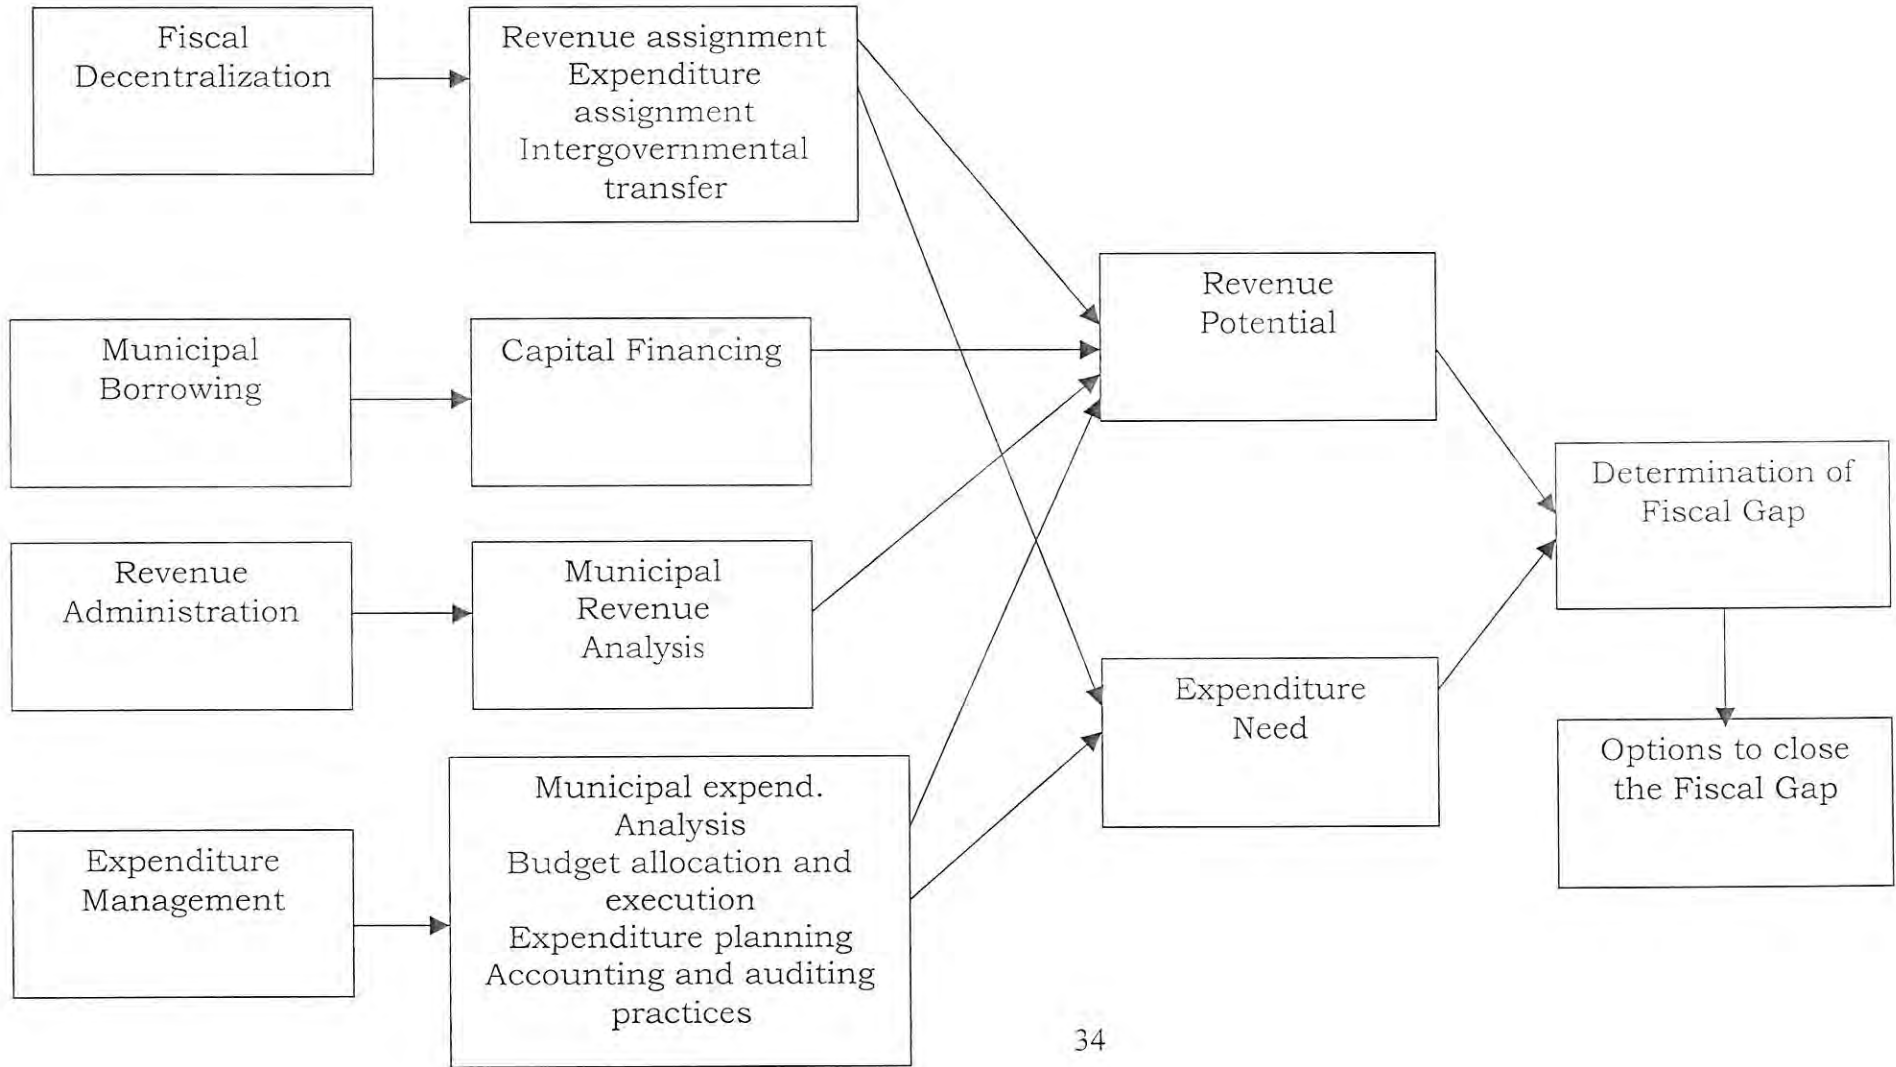 Fiscal
Decentralization
Revenue assignment
Expenditure
assignment
Intergovernmental
transfer
Municipal
Borrowing
Capital Financing
Revenue
Potential
Revenue
Administration
Municipal
Revenue
Analysis
Determination of
Fiscal Gap
Expenditure
Management
Municipal expend.
Analysis
Budget allocation and
execution
Expenditure planning
Accounting and auditing
practices
Expenditure
Need
Options to close
the Fiscal Gap
34